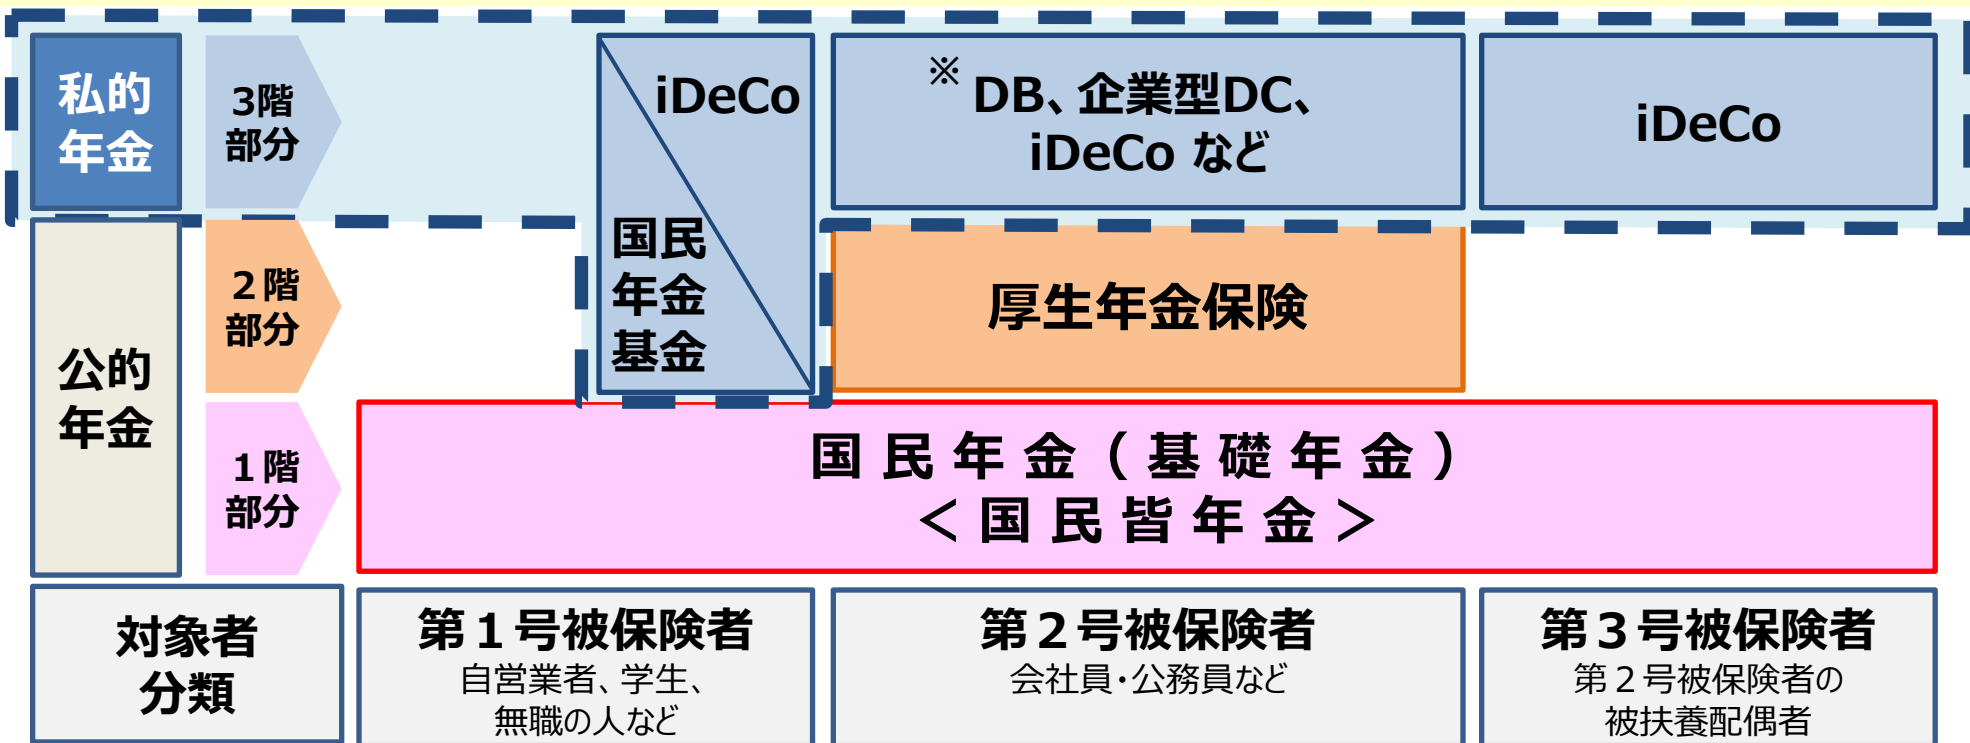 私的
年金
3階
部分
iDeCo
国民
年金
基金
※ DB、企業型DC、
iDeCo など
iDeCo
公的
年金
２階
部分
厚生年金保険
１階
部分
国民年金（基礎年金）
＜国民皆年金＞
対象者
分類
第１号被保険者
自営業者、学生、
無職の人など
第２号被保険者
会社員・公務員など
第３号被保険者
第２号被保険者の
被扶養配偶者